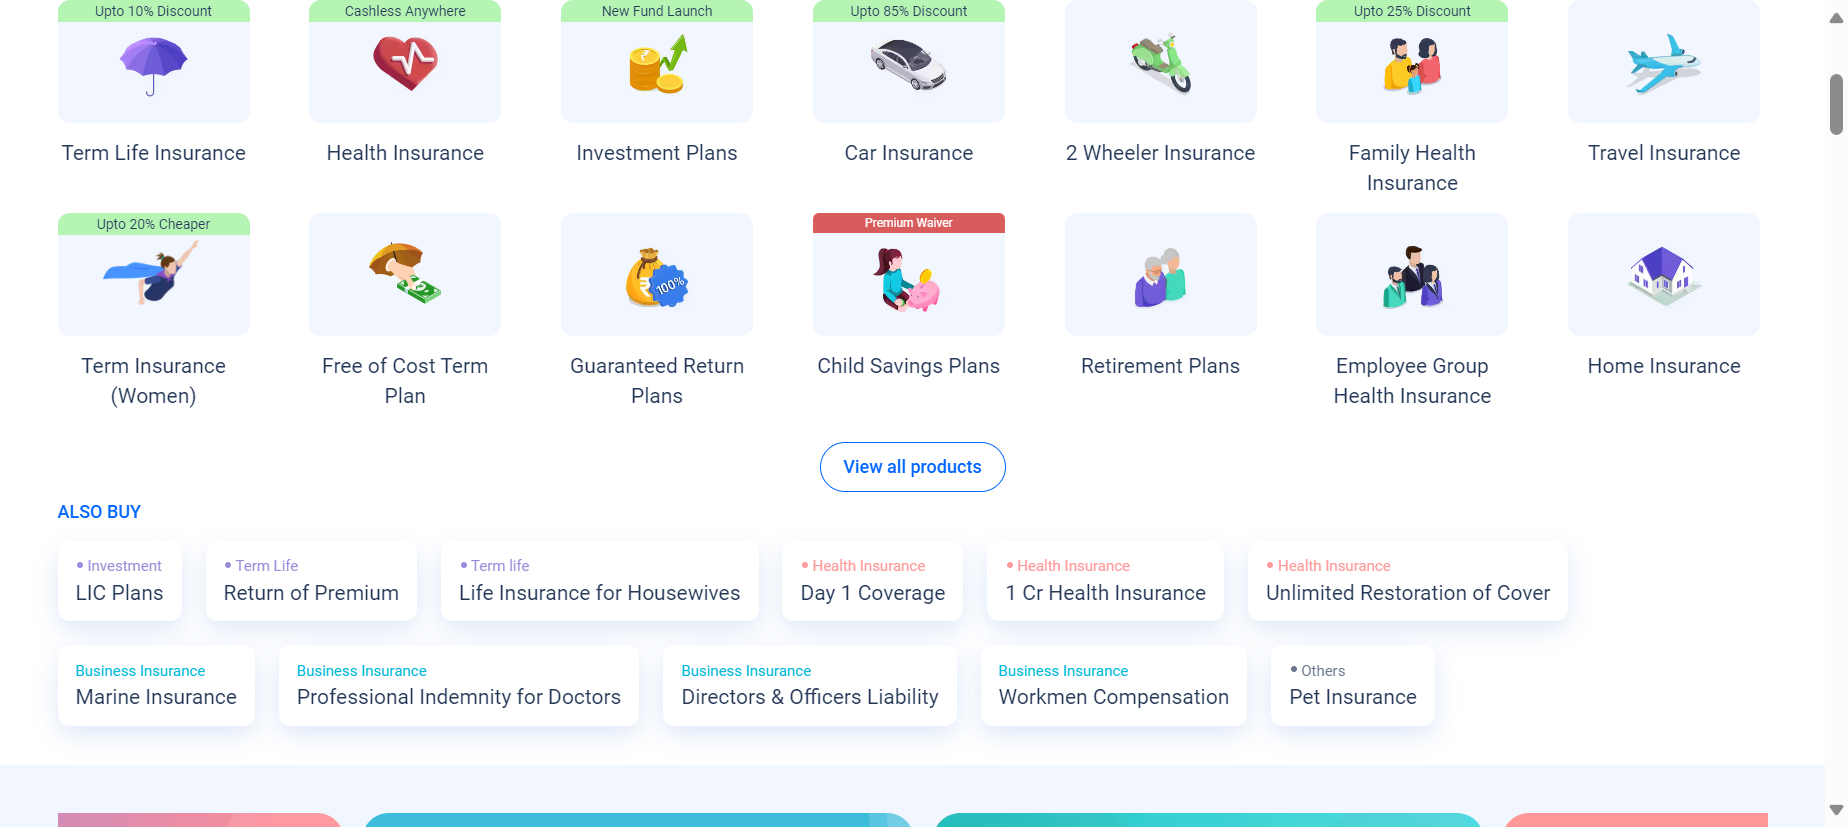 Upto 10% Discount
Cashless Anywhere
New Fund Launch
Upto 85% Discount
Upto 25% Discount
Term Life Insurance
Health Insurance
Investment Plans
Car Insurance
2 Wheeler Insurance
Family Health
Insurance
Travel Insurance
Upto 20% Cheaper
Premium Waiver
100%
Term Insurance
(Women)
Free of Cost Term
Plan
Guaranteed Return
Plans
Child Savings Plans
Retirement Plans
Employee Group
Health Insurance
Home Insurance
View all products
ALSO BUY
Investment
LIC Plans
Term Life
Return of Premium
Term life
Life Insurance for Housewives
Health Insurance
Day 1 Coverage
Health Insurance
1 Cr Health Insurance
Health Insurance
Unlimited Restoration of Cover
Business Insurance
Marine Insurance
Business Insurance
Professional Indemnity for Doctors
Business Insurance
Directors & Officers Liability
Business Insurance
Workmen Compensation
Others
Pet Insurance